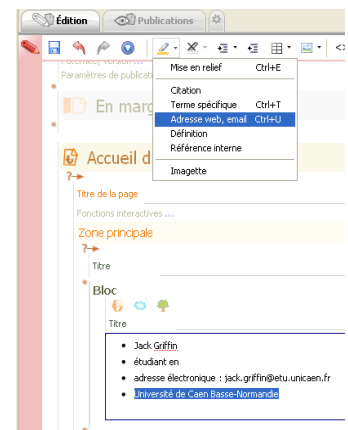 Édition
Publications
Mise en relief Ctrl+E
Citation
Terme spécifique Ctrl+T
Adresse web, email Ctrl+U
Définition
Référence interne
Imagette
Paramètres de publicati
En marg
Accueil d
Titre de la page
Fonctions interactives ...
Zone principale
Titre
Bloc
Titre
Jack Griffin
étudiant en
adresse électronique : jack.griffin@etu.unicaen.fr
Université de Caen Basse-Normandie